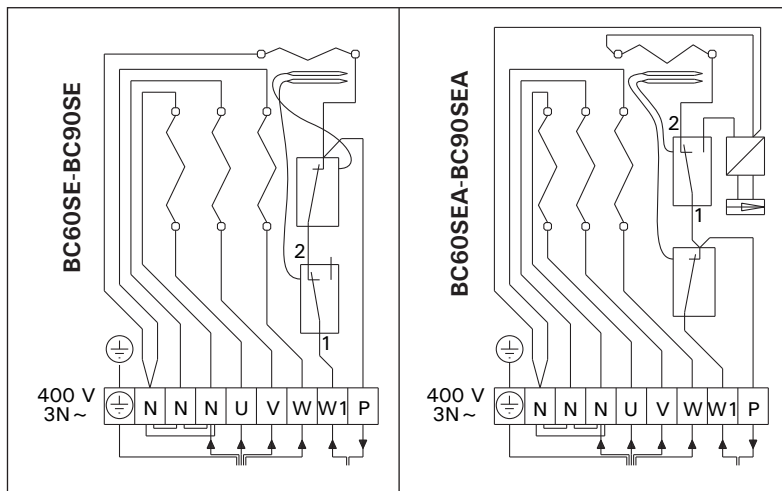 BC60SE-BC90SE
2
1
400 V
3N~
N N N U V W W1 P
BC60SEA-BC90SEA
2
1
400 V
3N~
N N N U V W W1 P